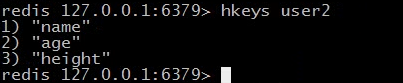 redis 127.0.0.1:6379> hkeys user2
1) "name"
2) "age"
3) "height"
redis 127.0.0.1:6379>